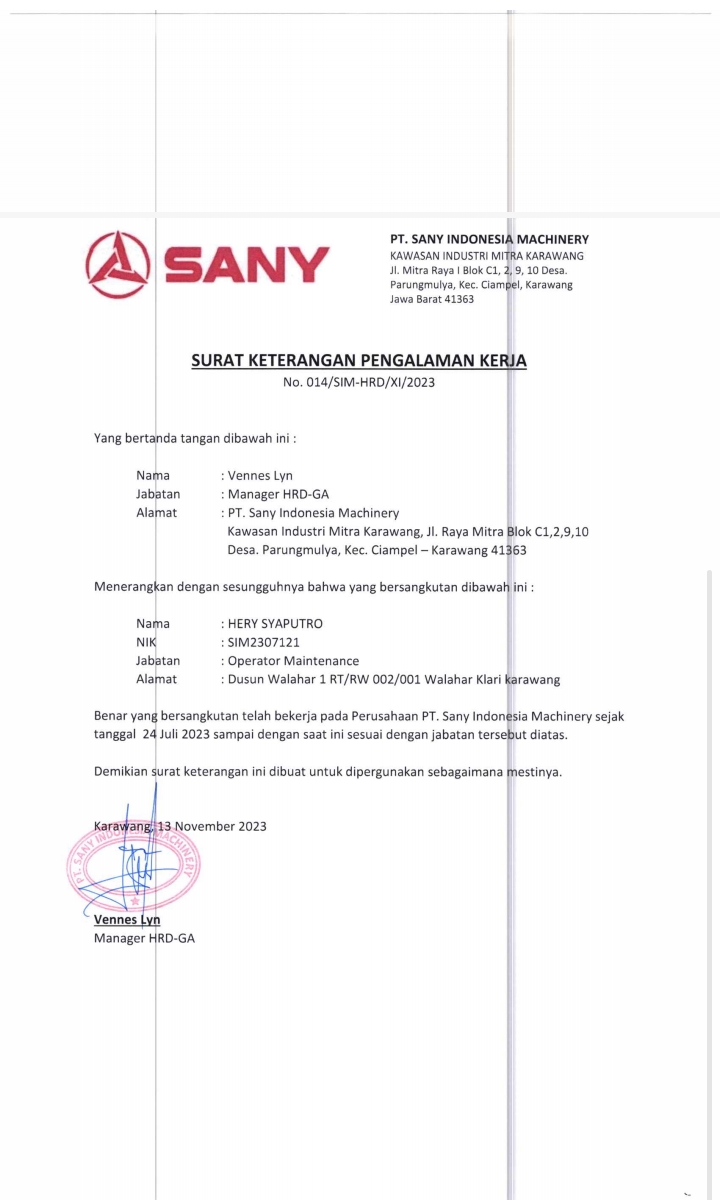 SANY
PT. SANY INDONESIA MACHINERY
KAWASAN INDUSTRI MITRA KARAWANG
Jl. Mitra Raya I Blok C1, 2, 9, 10 Desa.
Parungmulya, Kec. Ciampel, Karawang
Jawa Barat 41363
SURAT KETERANGAN PENGALAMAN KERJA
No. 014/SIM-HRD/XI/2023
Yang bertanda tangan dibawah ini :
Nama : Vennes Lyn
Jabatan : Manager HRD-GA
Alamat : PT. Sany Indonesia Machinery
Kawasan Industri Mitra Karawang, Jl. Raya Mitra Blok C1,2,9,10
Desa. Parungmulya, Kec. Ciampel – Karawang 41363
Menerangkan dengan sesungguhnya bahwa yang bersangkutan dibawah ini :
Nama : HERY SYAPUTRO
NIK : SIM2307121
Jabatan : Operator Maintenance
Alamat : Dusun Walahar 1 RT/RW 002/001 Walahar Klari karawang
Benar yang bersangkutan telah bekerja pada Perusahaan PT. Sany Indonesia Machinery sejak
tanggal 24 Juli 2023 sampai dengan saat ini sesuai dengan jabatan tersebut diatas.
Demikian surat keterangan ini dibuat untuk dipergunakan sebagaimana mestinya.
Karawang, 13 November 2023
PT. SANY INDONESIA MACHINERY
Vennes Lyn
Manager HRD-GA